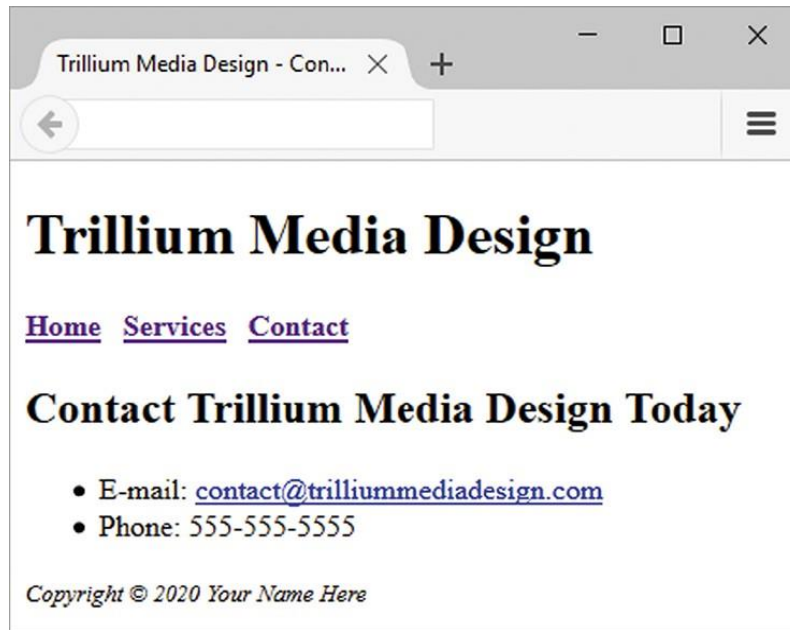 Trillium Media Design - Con...
Trillium Media Design
Home Services Contact
Contact Trillium Media Design Today
• E-mail: contact@trilliummediadesign.com
• Phone: 555-555-5555
Copyright © 2020 Your Name Here